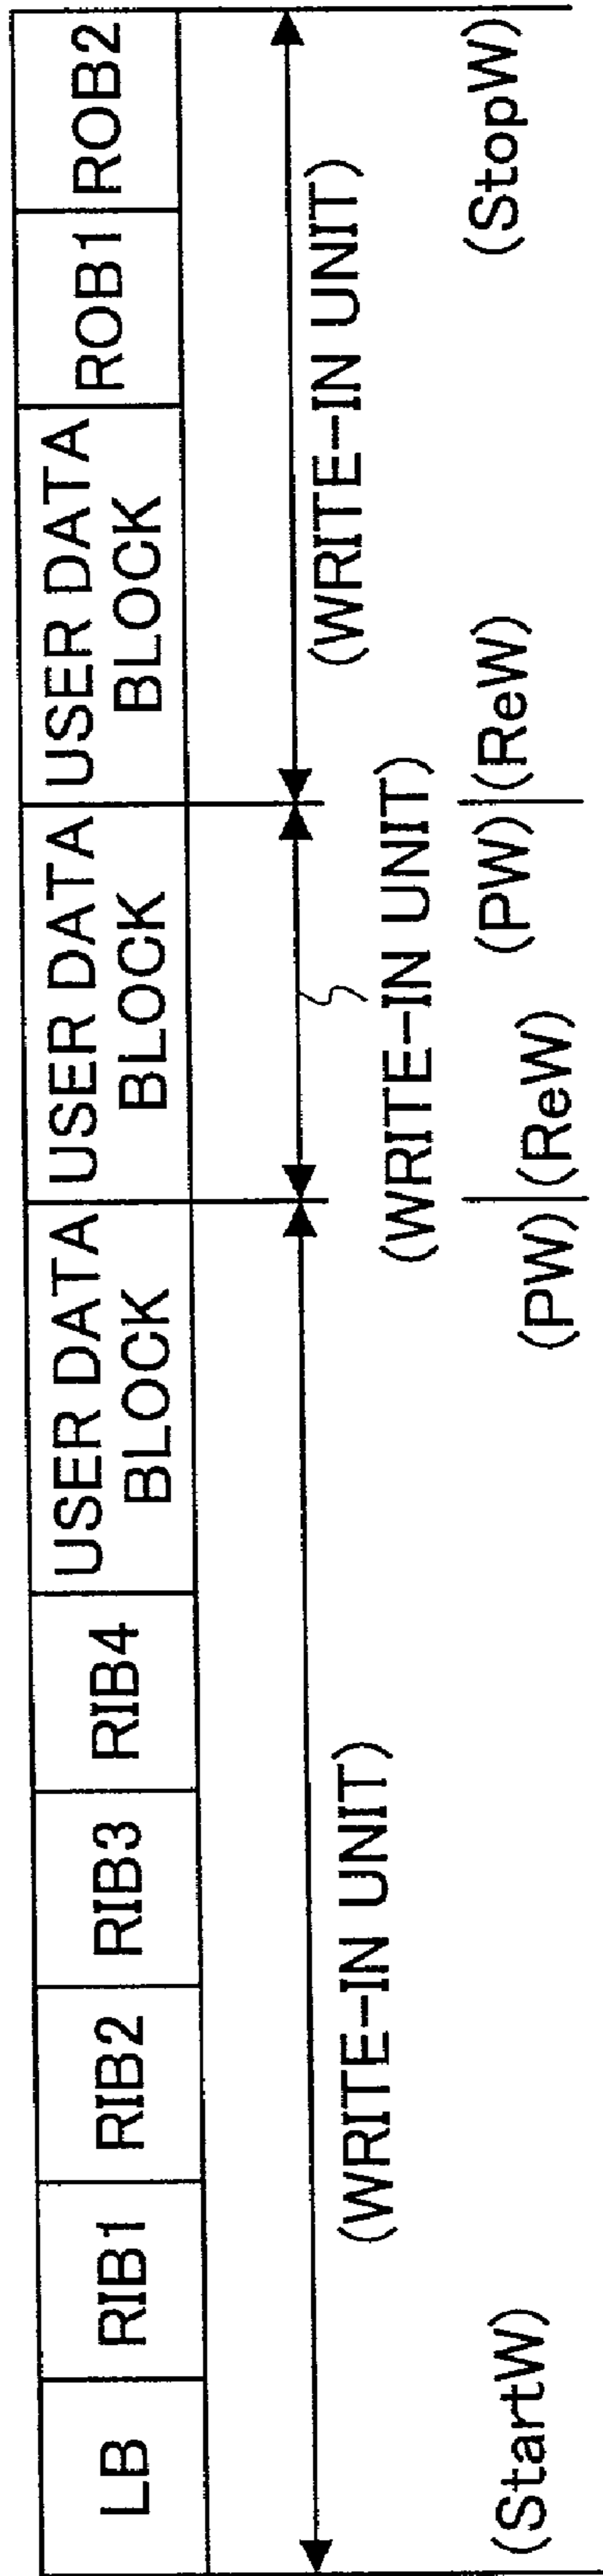 LB
RIB1
RIB2
RIB3
RIB4
USER DATA
BLOCK
USER DATA
BLOCK
USER DATA
BLOCK
ROB1
ROB2
(WRITE-IN UNIT)
(WRITE-IN UNIT)
(WRITE-IN UNIT)
(StartW)
(PW)
(ReW)
(PW)
(ReW)
(StopW)